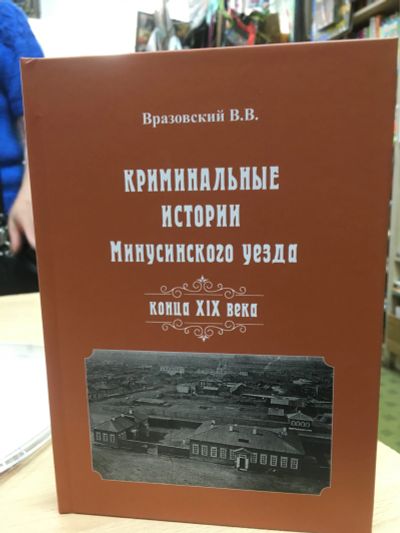 Вразовский В.В.
КРИМИНАЛЬНЫЕ
ИСТОРИИ
Минусинского уезда
конца XIX века